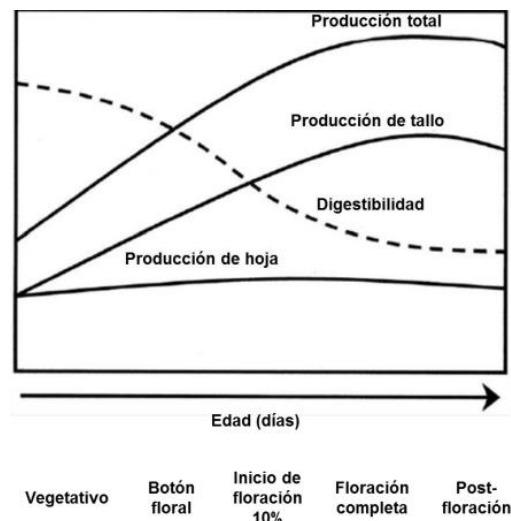 Producción total
Producción de tallo
Digestibilidad
Producción de hoja
Edad (días)
Vegetativo
Botón
floral
Inicio de
floración
10%
Floración
completa
Post-
floración